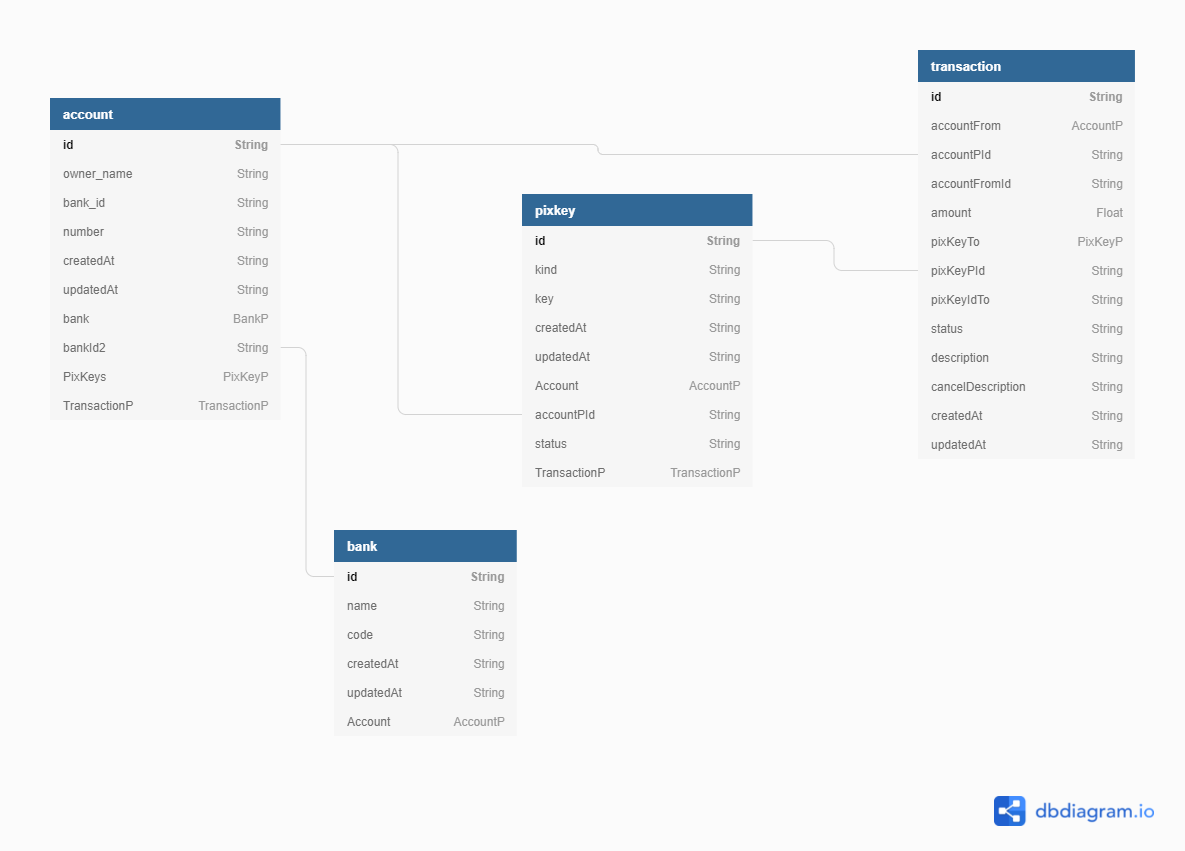 account
id String
owner_name String
bank_id String
number String
createdAt String
updatedAt String
bank BankP
bankId2 String
PixKeys PixKeyP
TransactionP TransactionP
pixkey
id String
kind String
key String
createdAt String
updatedAt String
Account AccountP
accountPId String
status String
TransactionP TransactionP
transaction
id String
accountFrom AccountP
accountPId String
accountFromId String
amount Float
pixKeyTo PixKeyP
pixKeyPId String
pixKeyIdTo String
status String
description String
cancelDescription String
createdAt String
updatedAt String
bank
id String
name String
code String
createdAt String
updatedAt String
Account AccountP
dbdiagram.io